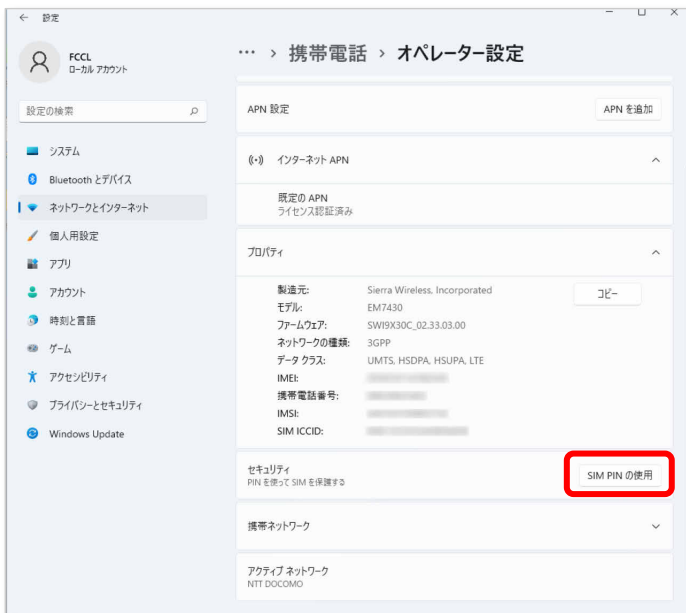 設定
FCCL
ローカル アカウント
設定の検索
システム
Bluetooth とデバイス
ネットワークとインターネット
個人用設定
アプリ
アカウント
時刻と言語
ゲーム
アクセシビリティ
プライバシーとセキュリティ
Windows Update
… › 携帯電話 › オペレーター設定
APN 設定
APN を追加
インターネット APN
既定の APN
ライセンス認証済み
プロパティ
製造元: Sierra Wireless, Incorporated
コピー
モデル: EM7430
ファームウェア: SWI9X30C_02.33.03.00
ネットワークの種類: 3GPP
データ クラス: UMTS, HSDPA, HSUPA, LTE
IMEI:
携帯電話番号:
IMSI:
SIM ICCID:
セキュリティ
PIN を使って SIM を保護する
SIM PIN の使用
携帯ネットワーク
アクティブ ネットワーク
NTT DOCOMO